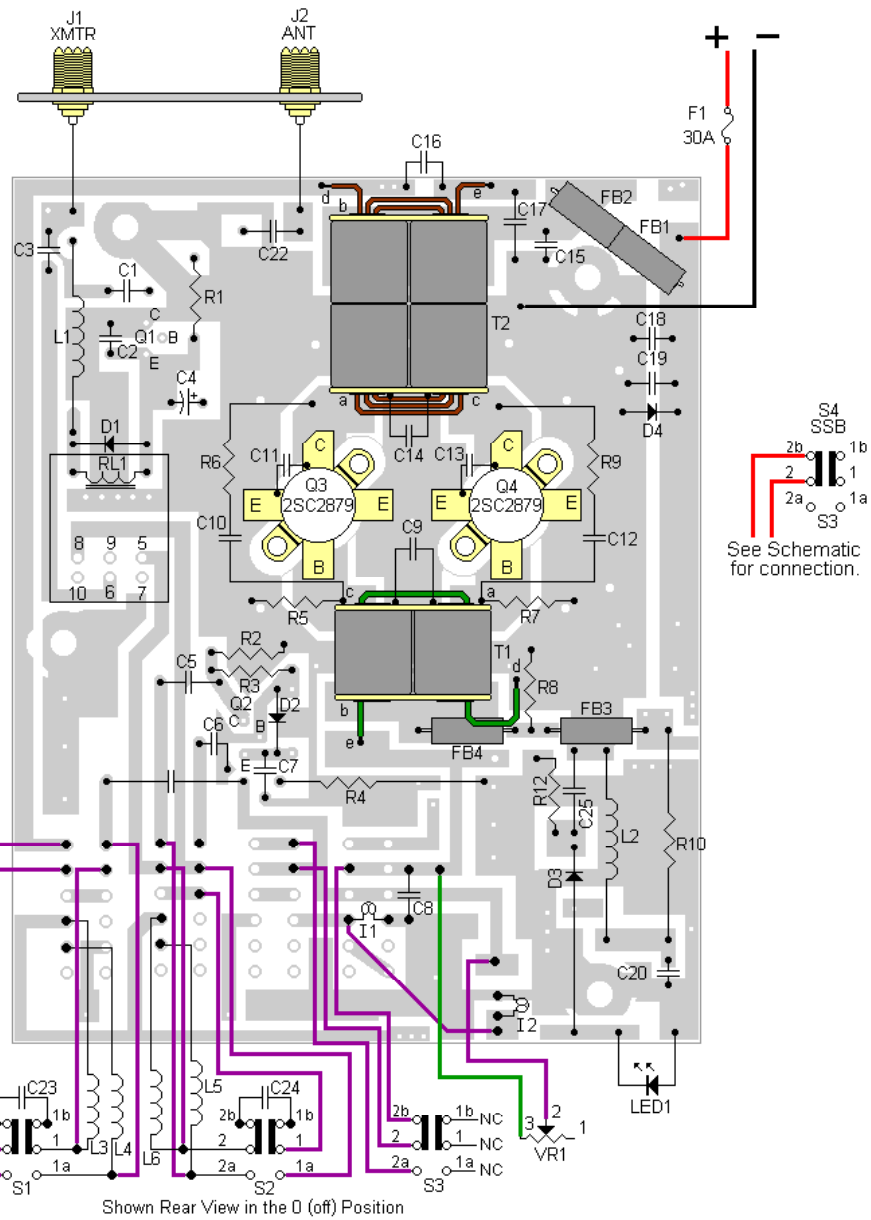 J1
XMTR
J2
ANT
+ −
F1
30A
C16
d
b
e
C17
FB2
FB1
C3
C22
C15
C1
R1
T2
L1
C2
C
Q1
B
E
C18
C19
C4
a
c
D4
S4
SSB
D1
RL1
R6
C11
C
C14
C13
C
R9
2b
1b
2
1
2a
1a
S3
E
Q3
2SC2879
E
E
Q4
2SC2879
E
C10
C9
C12
8 9 5
10 6 7
B
B
See Schematic
for connection.
c
a
R5
R7
R2
T1
C5
R3
d
R8
Q2
C
D2
B
b
C6
FB3
e
FB4
E
C7
R4
R12
C25
L2
R10
D3
C8
I1
C20
I2
C23
L5
C24
LED1
1b
2b
1b
2b
1b
NC
3
2
1
1
L3
L4
L6
2
1
2
1
NC
VR1
1a
2a
1a
2a
1a
NC
S1
S2
S3
Shown Rear View in the 0 (off) Position